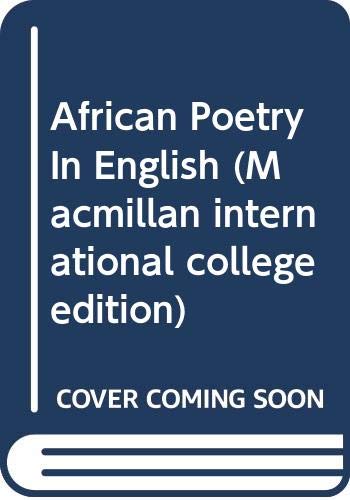 African Poetry
In English (M
acmillan intern
ational college
edition)
COVER COMING SOON